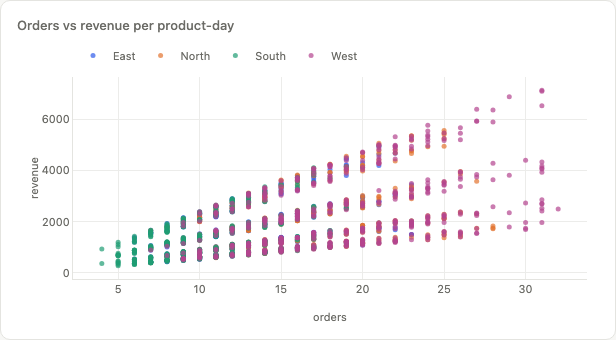 Orders vs revenue per product-day
East North South West
revenue
6000
4000
2000
0
5 10 15 20 25 30
orders